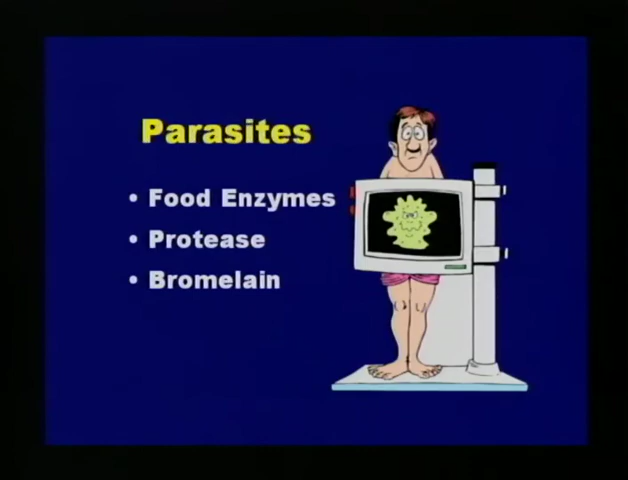 Parasites
• Food Enzymes
• Protease
• Bromelain